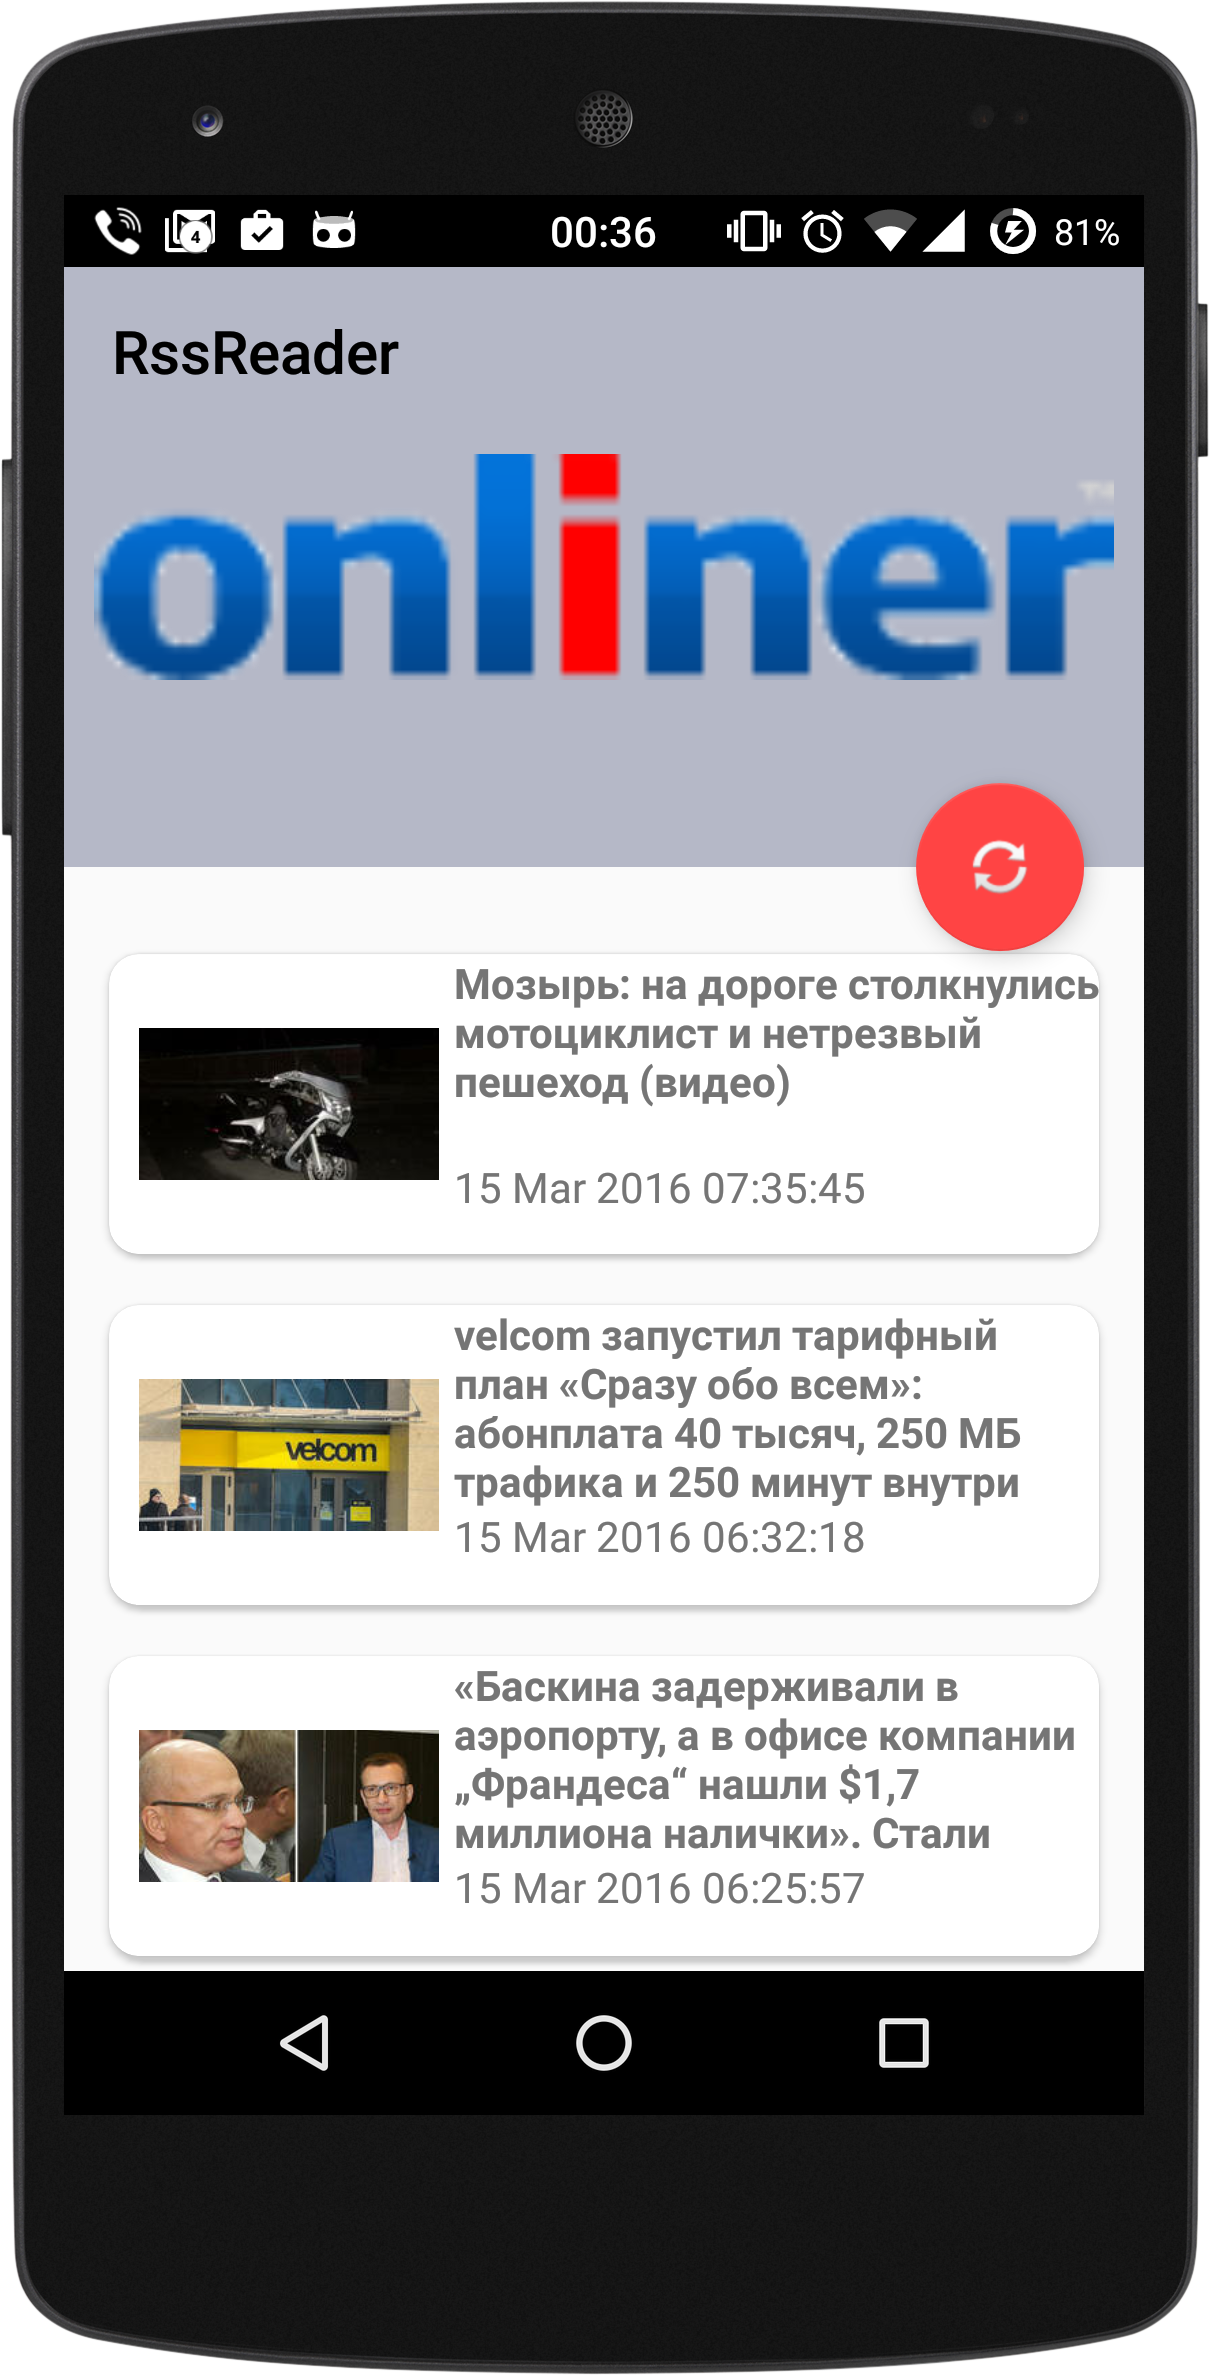 4
00:36
81%
RssReader
onliner
Мозырь: на дороге столкнулись
мотоциклист и нетрезвый
пешеход (видео)
15 Mar 2016 07:35:45
velcom
velcom запустил тарифный
план «Сразу обо всем»:
абонплата 40 тысяч, 250 МБ
трафика и 250 минут внутри
15 Mar 2016 06:32:18
«Баскина задерживали в
аэропорту, а в офисе компании
„Франдеса“ нашли $1,7
миллиона налички». Стали
15 Mar 2016 06:25:57